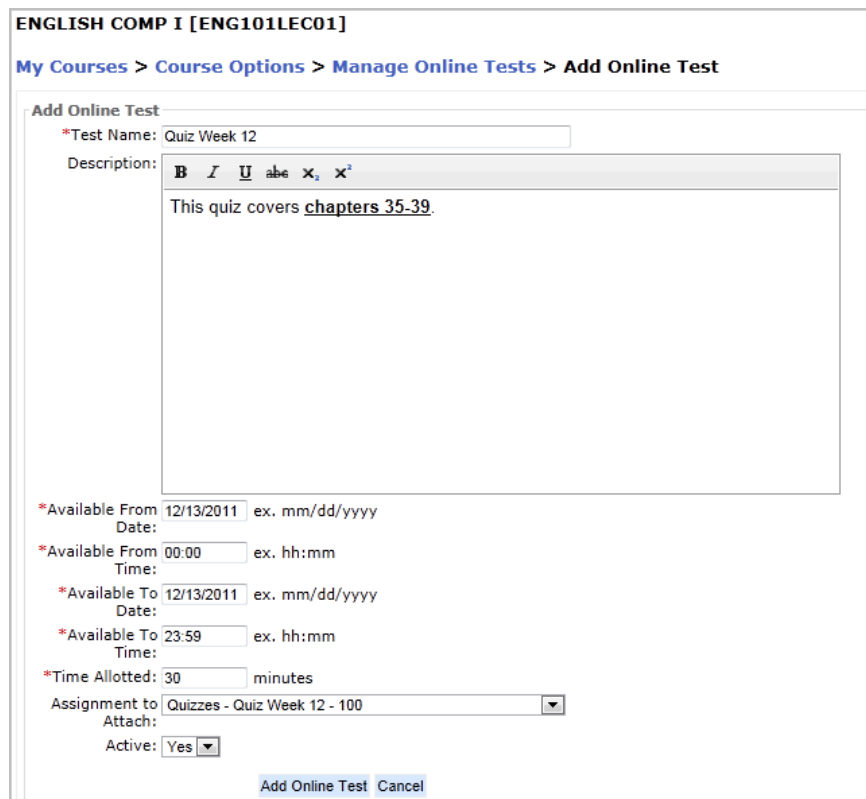 ENGLISH COMP I [ENG101LEC01]
My Courses > Course Options > Manage Online Tests > Add Online Test
Add Online Test
*Test Name: Quiz Week 12
Description:
B I U abc x₂ x²
This quiz covers chapters 35-39.
*Available From Date: 12/13/2011 ex. mm/dd/yyyy
*Available From Time: 00:00 ex. hh:mm
*Available To Date: 12/13/2011 ex. mm/dd/yyyy
*Available To Time: 23:59 ex. hh:mm
*Time Allotted: 30 minutes
Assignment to Attach: Quizzes - Quiz Week 12 - 100
Active: Yes
Add Online Test Cancel